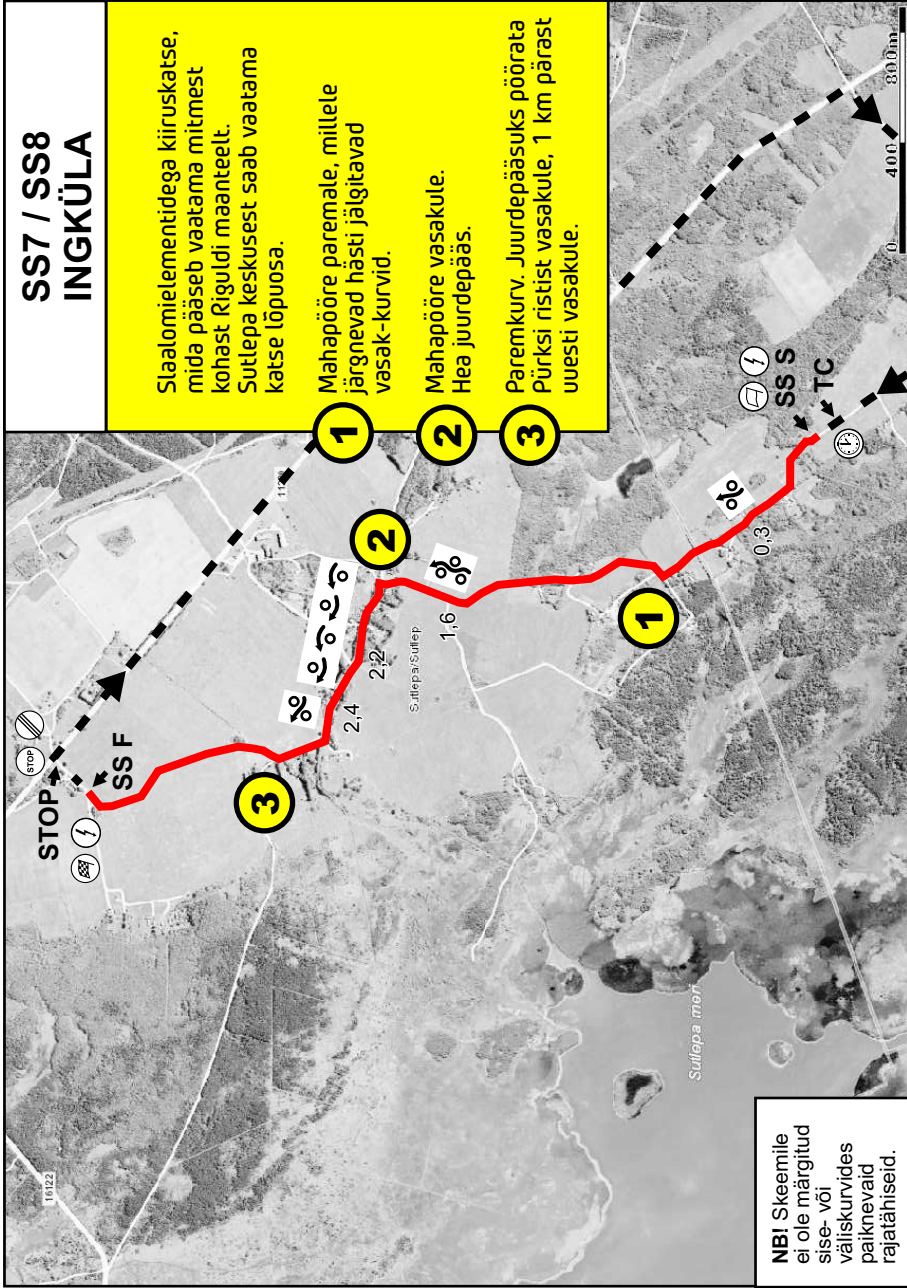 SS7 / SS8
INGKÜLA
Slaalomielementidega kiiruskatse,
mida pääseb vaatama mitmest
kohast Riguldi maanteelt.
Sutlepa keskusest saab vaatama
katse lõpuosa.
1
Mahapööre paremale, millele
järgnevad hästi jälgitavad
vasak-kurvid.
2
Mahapööre vasakule.
Hea juurdepääs.
3
Paremkurv. Juurdepääsuks pöörata
Pürksi ristist vasakule, 1 km pärast
uuesti vasakule.
STOP
STOP
SS F
3
2,4
2,2
2
1,6
Sutlepa/Sutlep
1
0,3
SS S
TC
0
400
800m
16122
Sutlepa meri
NB! Skeemile
ei ole märgitud
sise- või
väliskurvides
paiknevaid
rajatähiseid.